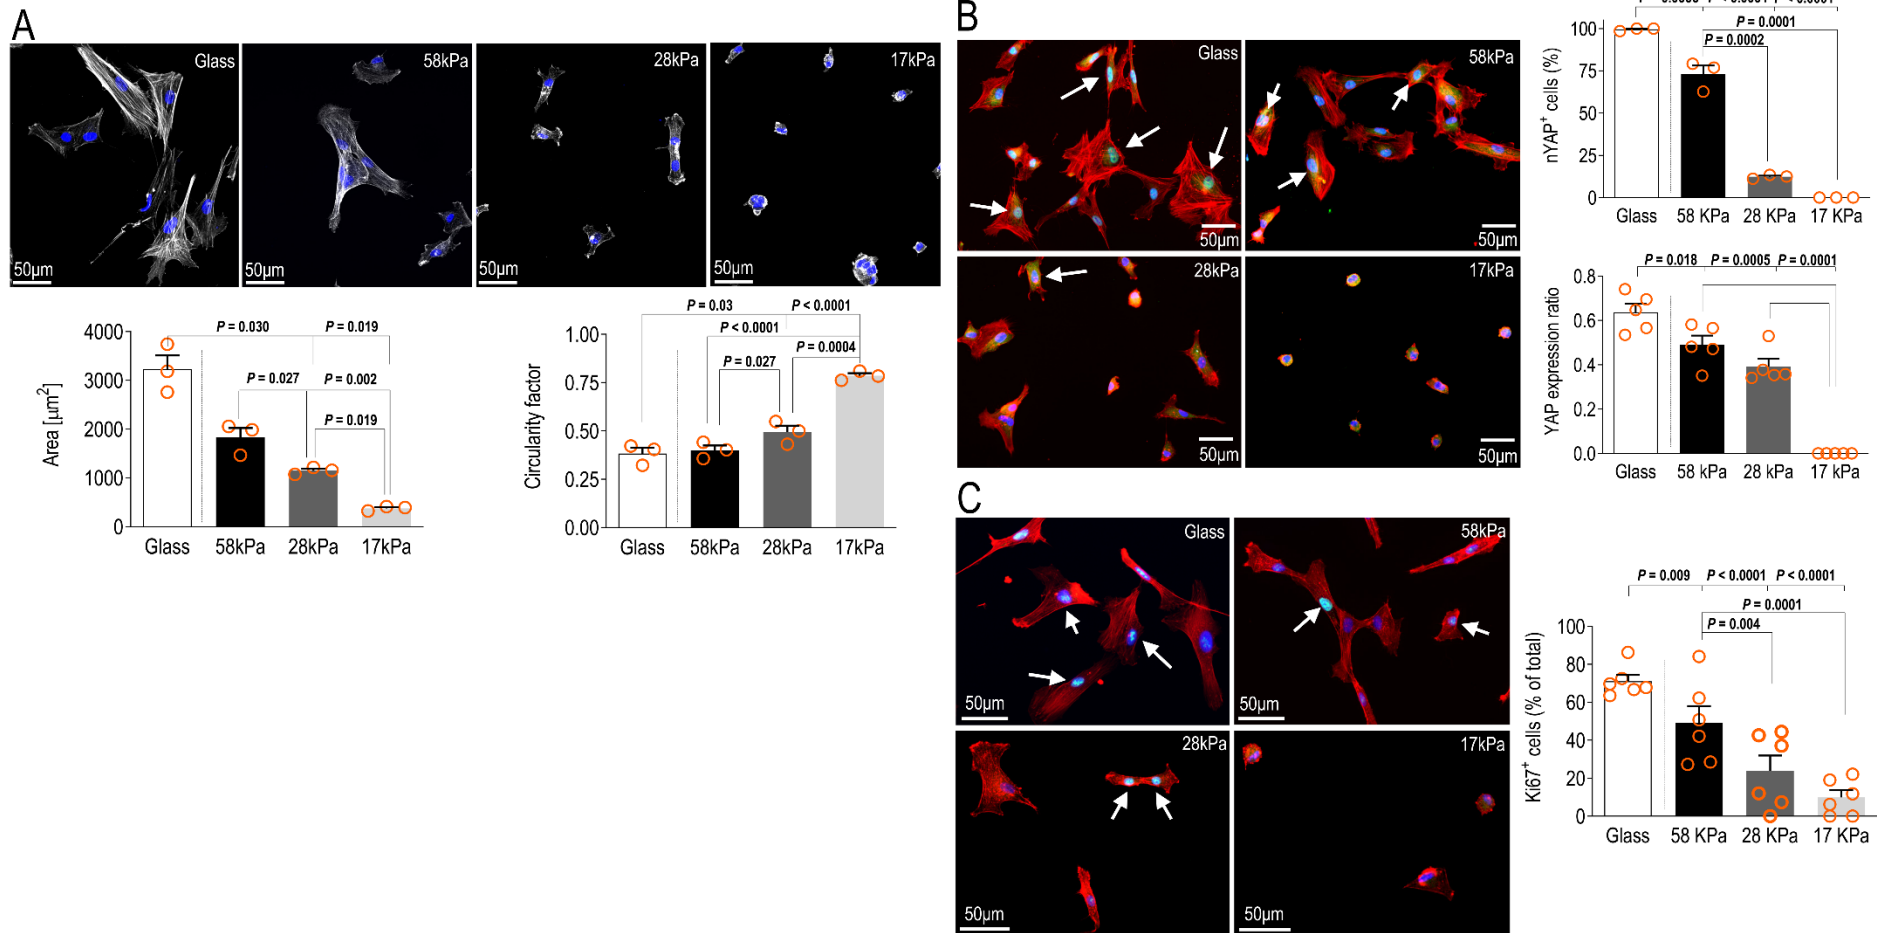 A
Glass
58kPa
28kPa
17kPa
50µm
50µm
50µm
50µm
Area [µm²]
4000
3000
2000
1000
0
P = 0.030
P = 0.019
P = 0.027
P = 0.002
P = 0.019
Glass
58kPa
28kPa
17kPa
Circularity factor
1.00
0.75
0.50
0.25
0.00
P = 0.03
P < 0.0001
P < 0.0001
P = 0.027
P = 0.0004
Glass
58kPa
28kPa
17kPa
B
Glass
58kPa
50µm
50µm
28kPa
17kPa
50µm
50µm
nYAP⁺ cells (%)
100
75
50
25
0
P = 0.0001
P = 0.0002
Glass
58 KPa
28 KPa
17 KPa
YAP expression ratio
0.8
0.6
0.4
0.2
0.0
P = 0.018
P = 0.0005
P = 0.0001
Glass
58 kPa
28 KPa
17 kPa
C
Glass
58kPa
50µm
50µm
28kPa
17kPa
50µm
50µm
Ki67⁺ cells (% of total)
100
80
60
40
20
0
P = 0.009
P < 0.0001
P < 0.0001
P = 0.0001
P = 0.004
Glass
58 KPa
28 KPa
17 KPa